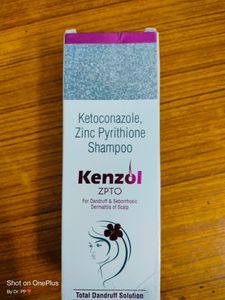 Ketoconazole,
Zinc Pyrithione
Shampoo
Kenzol
ZPTO
For Dandruff & Seborrhoeic
Dermatitis of Scalp
Total Dandruff Solution
Shot on OnePlus
By Dr. PP